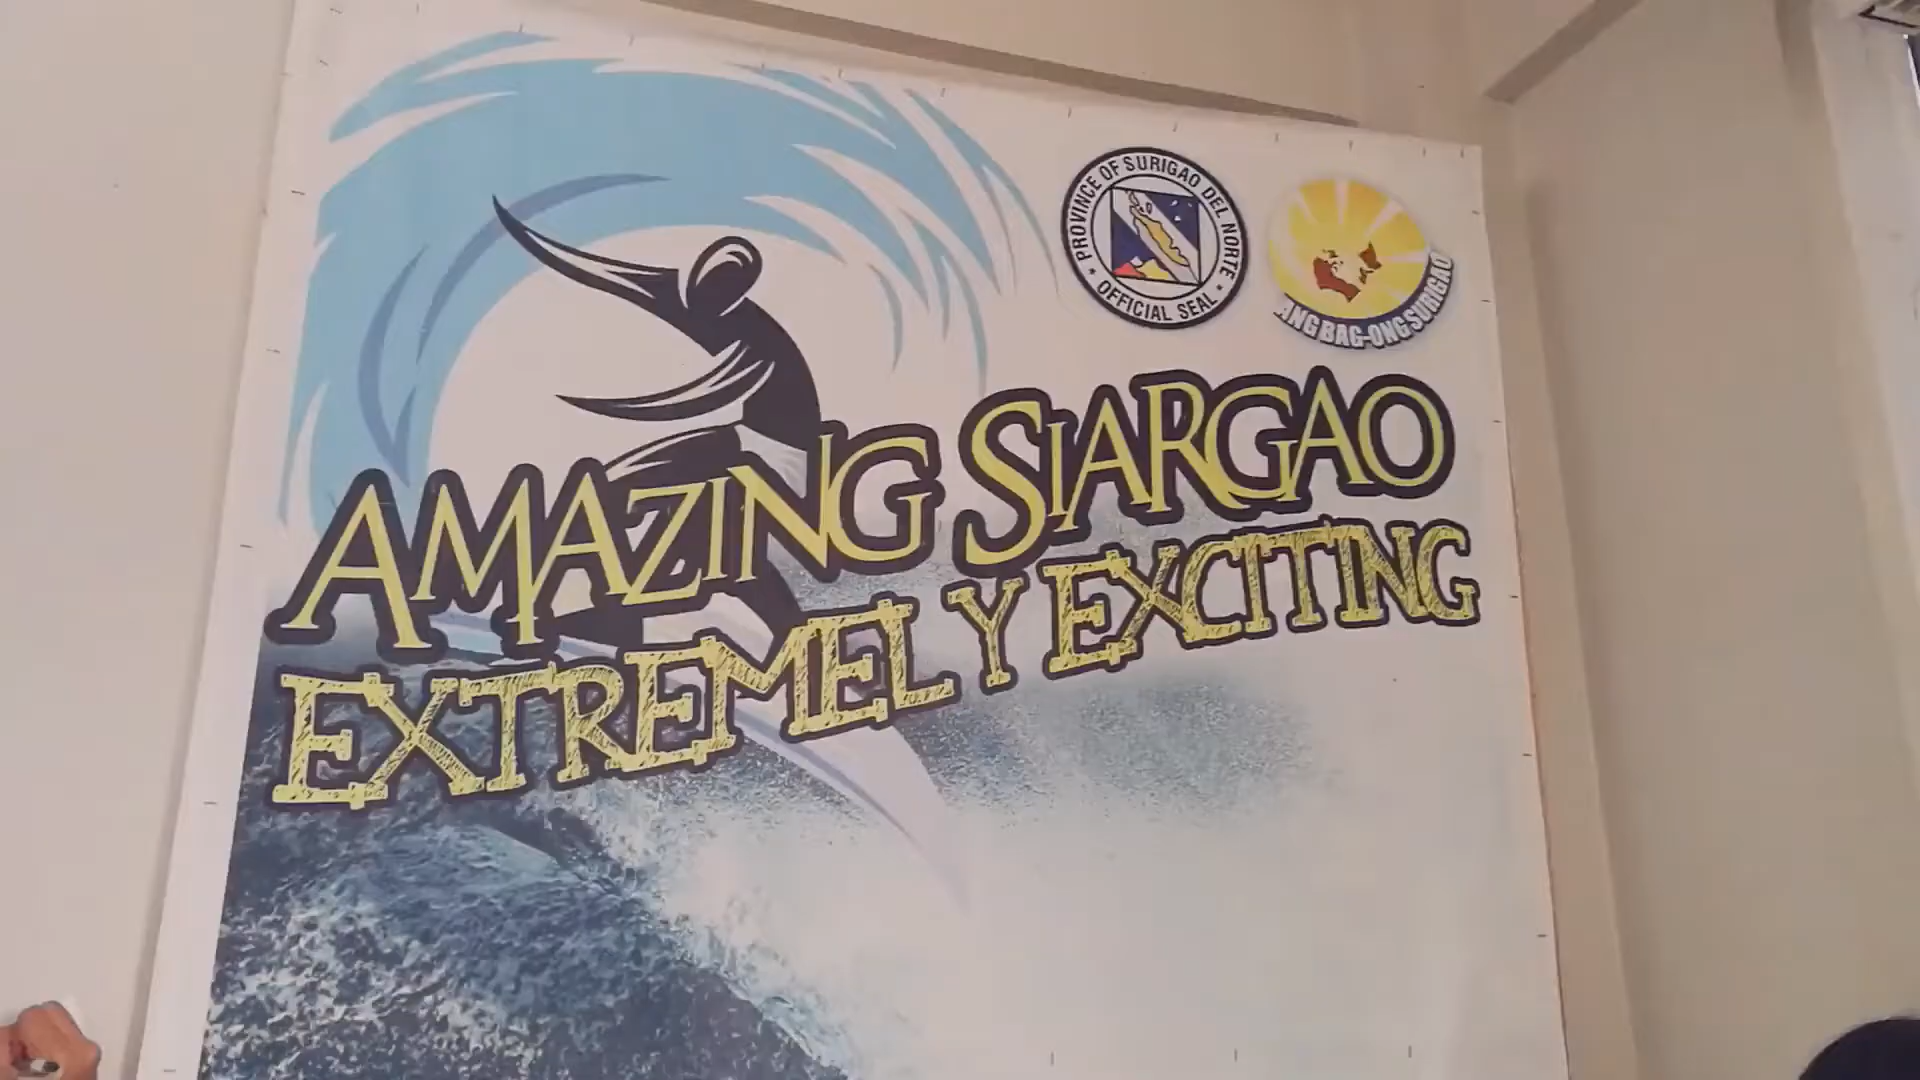 PROVINCE OF SURIGAO DEL NORTE
OFFICIAL SEAL
ANG BAG-ONG SURIGAO
AMAZING SIARGAO
EXTREMELY EXCITING